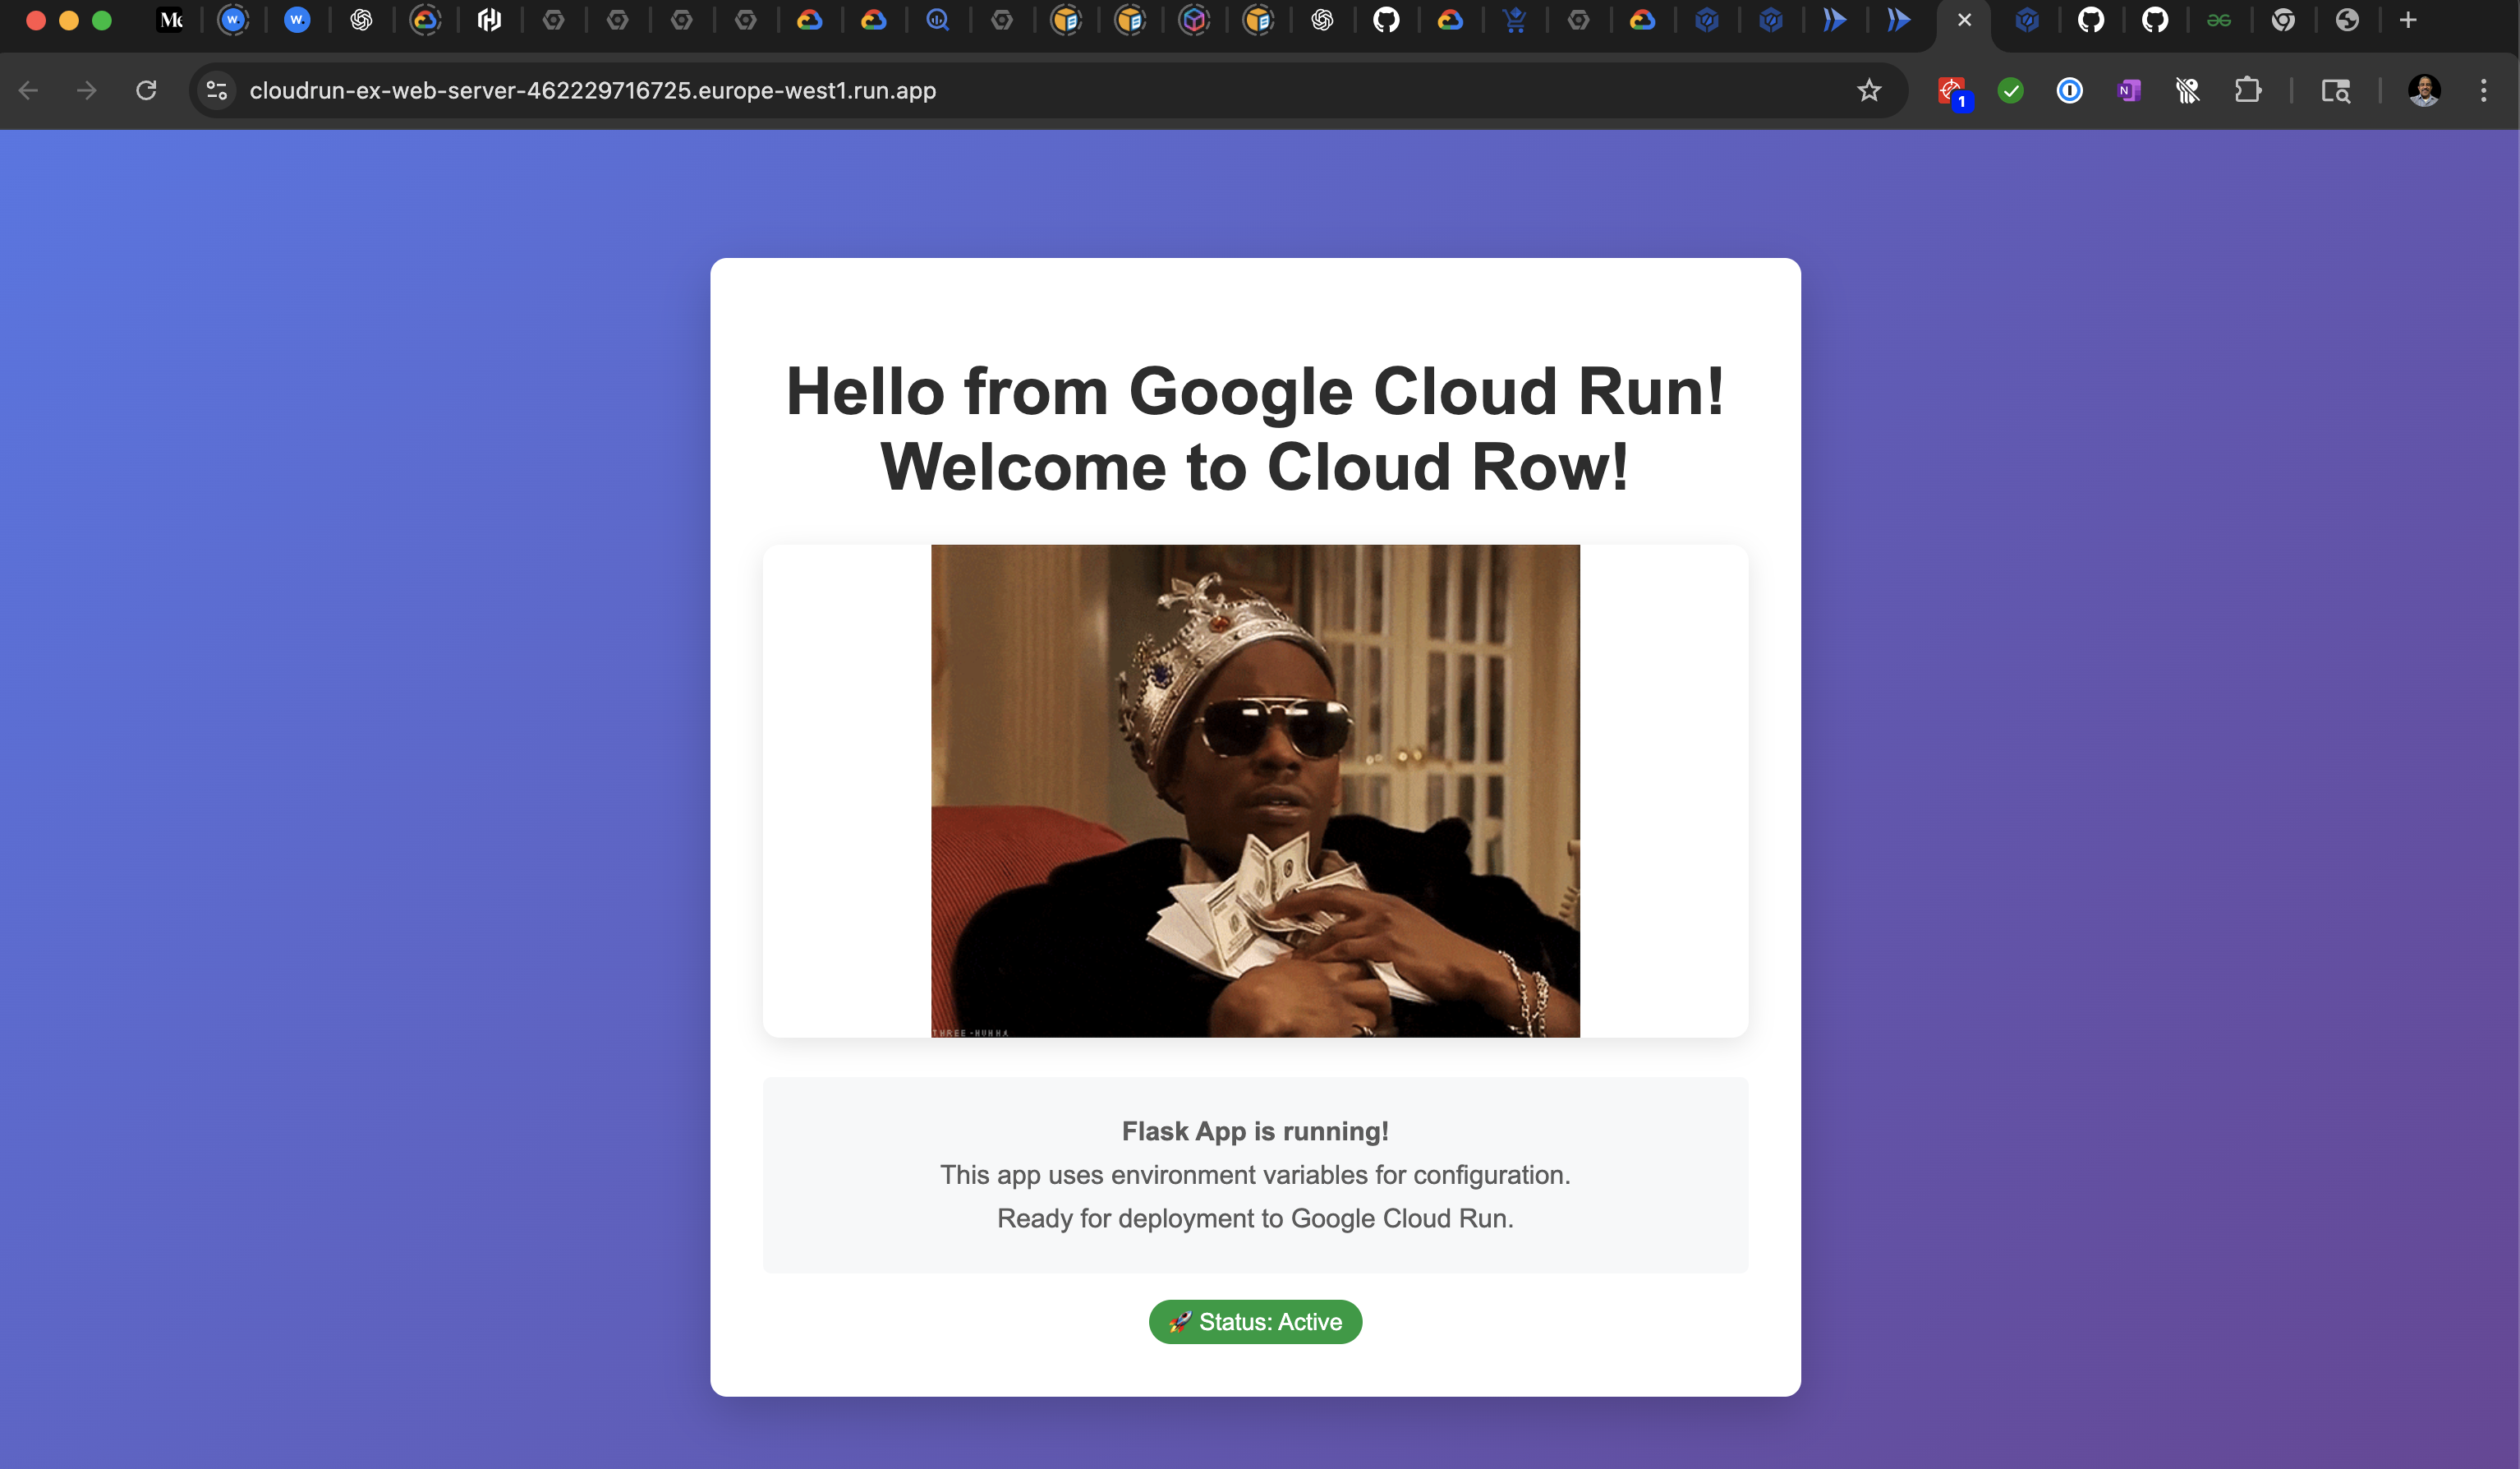 cloudrun-ex-web-server-462229716725.europe-west1.run.app
1
Hello from Google Cloud Run!
Welcome to Cloud Row!
THREE-NUHHA
Flask App is running!
This app uses environment variables for configuration.
Ready for deployment to Google Cloud Run.
🚀 Status: Active